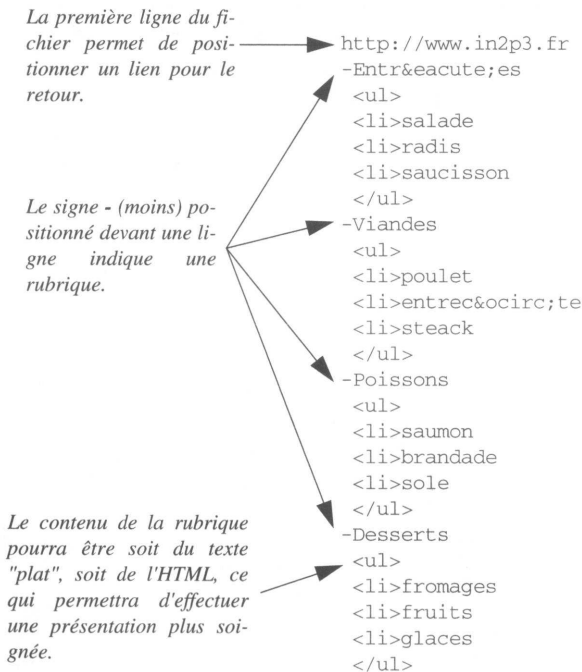 La première ligne du fi-
chier permet de posi-
tionner un lien pour le
retour.
http://www.in2p3.fr
-Entr&eacute;es
<ul>
<li>salade
<li>radis
<li>saucisson
</ul>
Le signe - (moins) po-
sitionné devant une li-
gne indique une
rubrique.
-Viandes
<ul>
<li>poulet
<li>entrec&ocirc;te
<li>steack
</ul>
-Poissons
<ul>
<li>saumon
<li>brandade
<li>sole
</ul>
-Desserts
<ul>
<li>fromages
<li>fruits
<li>glaces
</ul>
Le contenu de la rubrique
pourra être soit du texte
"plat", soit de l'HTML, ce
qui permettra d'effectuer
une présentation plus soi-
gnée.